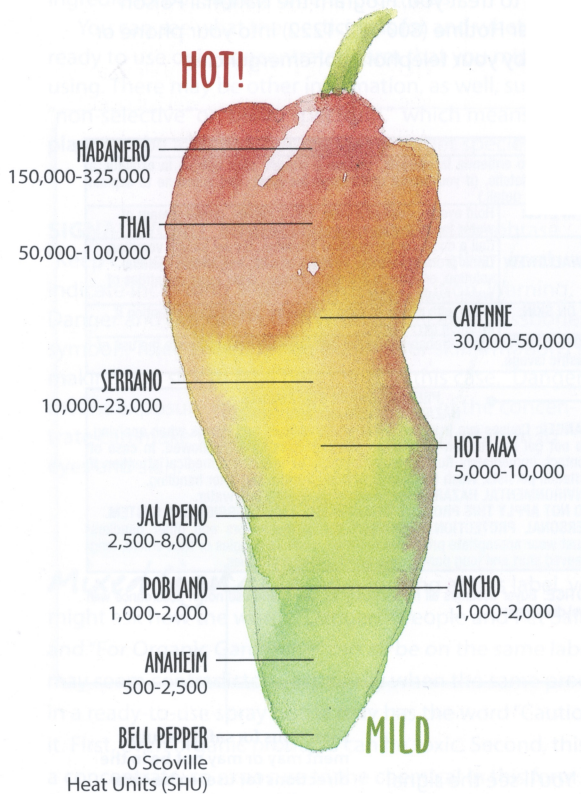 HOT!
HABANERO
150,000-325,000
THAI
50,000-100,000
CAYENNE
30,000-50,000
SERRANO
10,000-23,000
HOT WAX
5,000-10,000
JALAPENO
2,500-8,000
POBLANO
1,000-2,000
ANCHO
1,000-2,000
ANAHEIM
500-2,500
BELL PEPPER
0 Scoville
Heat Units (SHU)
MILD